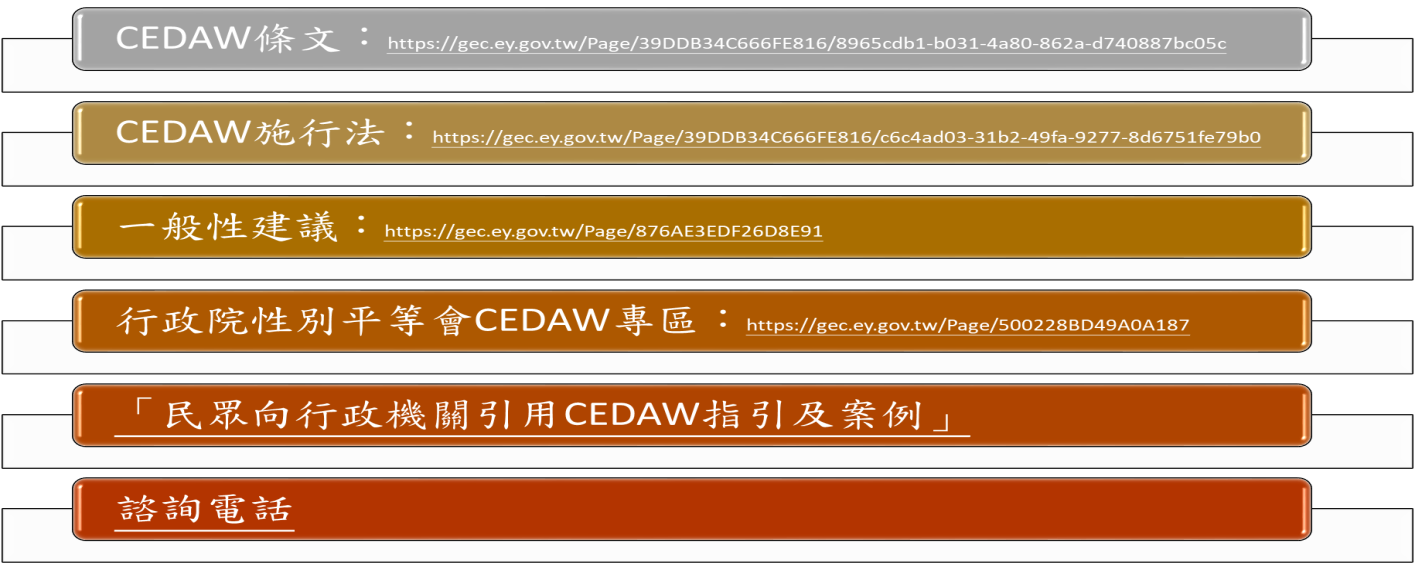 CEDAW條文：https://gec.ey.gov.tw/Page/39DDB34C666FE816/8965cdb1-b031-4a80-862a-d740887bc05c
CEDAW施行法：https://gec.ey.gov.tw/Page/39DDB34C666FE816/c6c4ad03-31b2-49fa-9277-8d6751fe79b0
一般性建議：https://gec.ey.gov.tw/Page/876AE3EDF26D8E91
行政院性別平等會CEDAW專區：https://gec.ey.gov.tw/Page/500228BD49A0A187
「民眾向行政機關引用CEDAW指引及案例」
諮詢電話